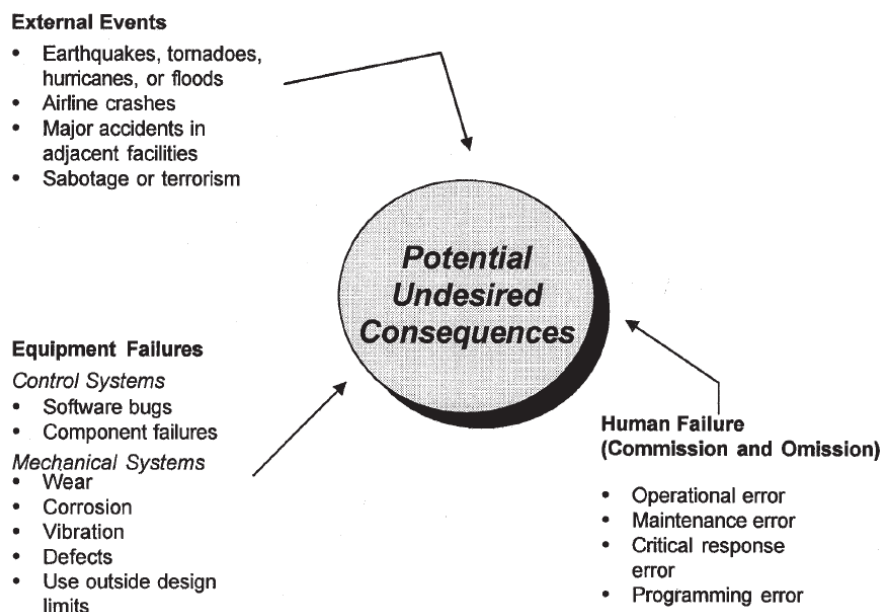 External Events
• Earthquakes, tornadoes,
hurricanes, or floods
• Airline crashes
• Major accidents in
adjacent facilities
• Sabotage or terrorism
Potential
Undesired
Consequences
Equipment Failures
Control Systems
• Software bugs
• Component failures
Mechanical Systems
• Wear
• Corrosion
• Vibration
• Defects
• Use outside design
limits
Human Failure
(Commission and Omission)
• Operational error
• Maintenance error
• Critical response
error
• Programming error